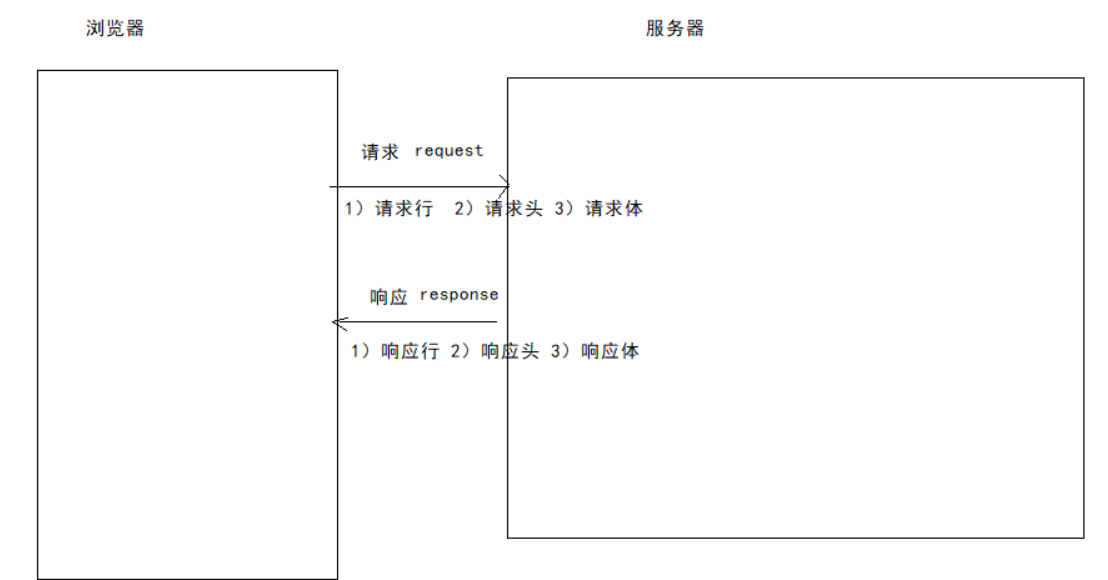 浏览器 服务器
请求 request
1）请求行 2）请求头 3）请求体
响应 response
1）响应行 2）响应头 3）响应体